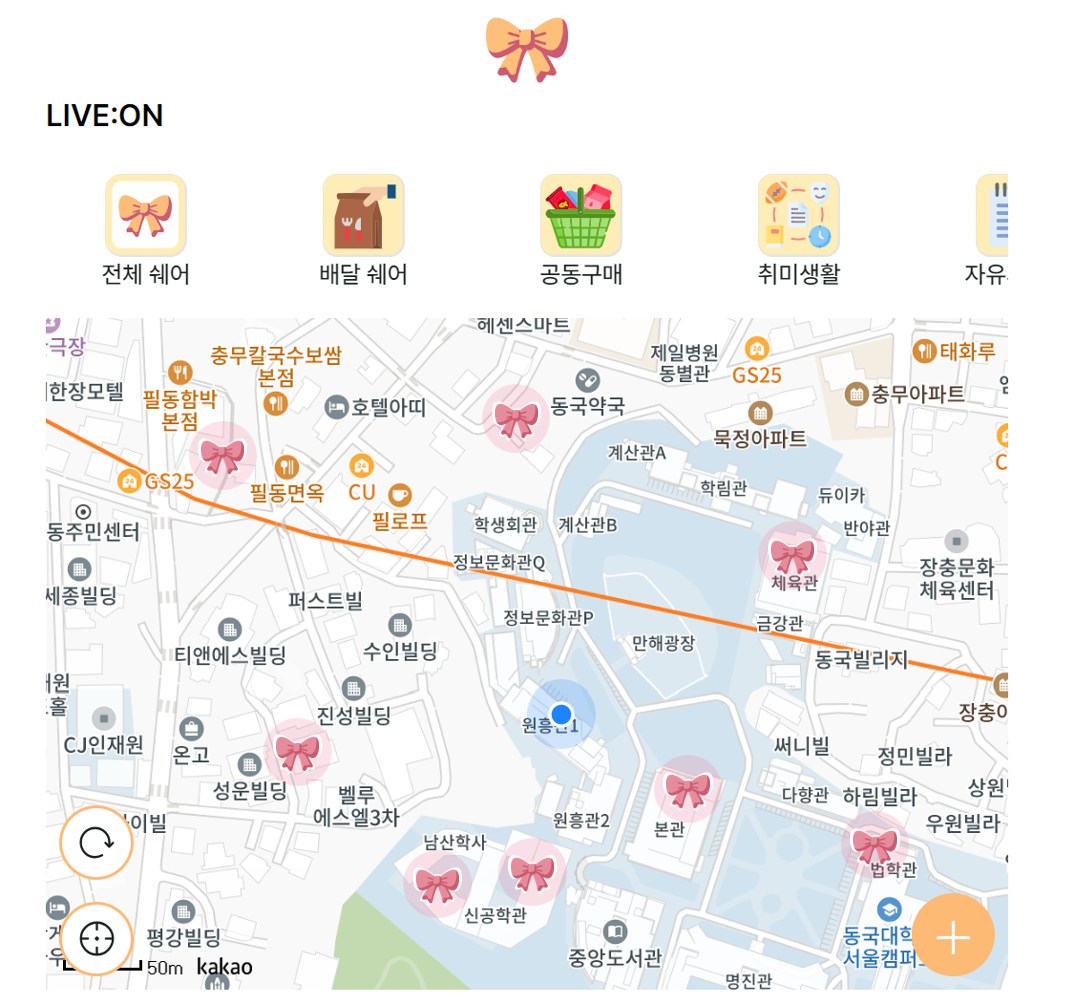 LIVE:ON
전체 쉐어
배달 쉐어
공동구매
취미생활
자유
헤센스마트
극장
충무칼국수보쌈
본점
제일병원
동별관
GS25
태화루
한장모텔
필동함박
본점
호텔아띠
동국약국
충무아파트
묵정아파트
계산관A
GS25
필동면옥
CU
필로프
학림관
듀이카
반야관
동주민센터
학생회관
계산관B
정보문화관Q
장충문화
체육센터
체육관
세종빌딩
퍼스트빌
정보문화관P
금강관
만해광장
티앤에스빌딩
수인빌딩
동국빌리지
진성빌딩
장충
CJ인재원
온고
원흥관1
써니빌
정민빌라
성운빌딩
벨루
에스엘3차
다향관
하림빌라
상원
우원빌라
이빌
원흥관2
본관
남산학사
법학관
신공학관
평강빌딩
중앙도서관
동국대학
서울캠퍼
명진관
50m
kakao